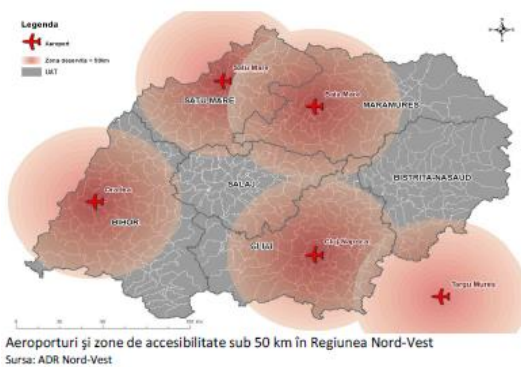 Legenda
Aeroport
Zona deservita < 50km
UAT
Satu Mare
SATU-MARE
Baia Mare
MARAMURES
BISTRITA-NASAUD
SALAJ
Oradea
BIHOR
CLUJ
Cluj Napoca
Targu Mures
Aeroporturi și zone de accesibilitate sub 50 km în Regiunea Nord-Vest
Sursa: ADR Nord-Vest